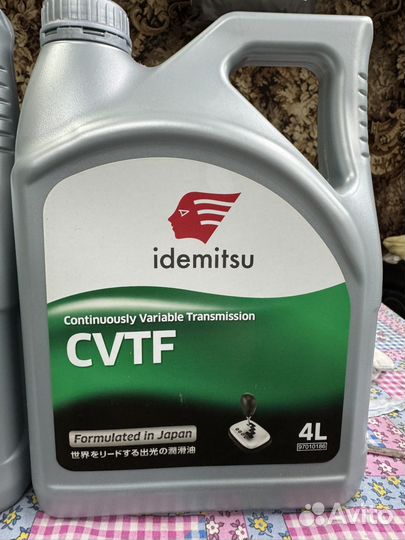 idemitsu
Continuously Variable Transmission
CVTF
Formulated in Japan
世界をリードする出光の潤滑油
4L
97010186
Avito